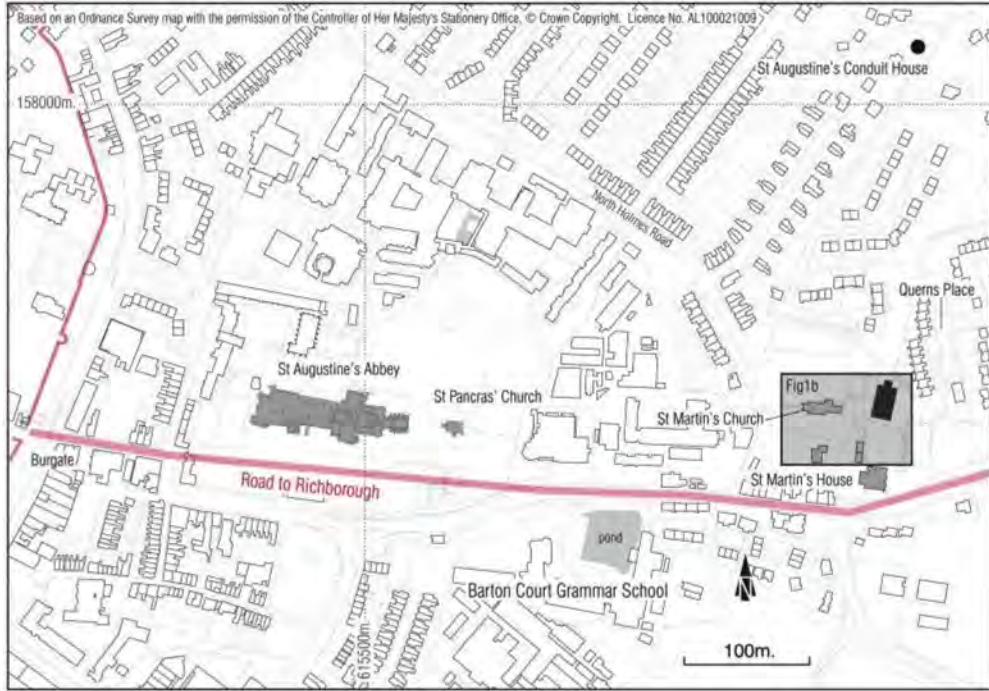 Based on an Ordnance Survey map with the permission of the Controller of Her Majesty's Stationery Office, © Crown Copyright. Licence No. AL100021009
St Augustine's Conduit House
158000m.
North Holmes Road
Querns Place
St Augustine's Abbey
St Pancras' Church
Fig1b
St Martin's Church
Burgate
Road to Richborough
St Martin's House
pond
Barton Court Grammar School
N
615500m.
100m.